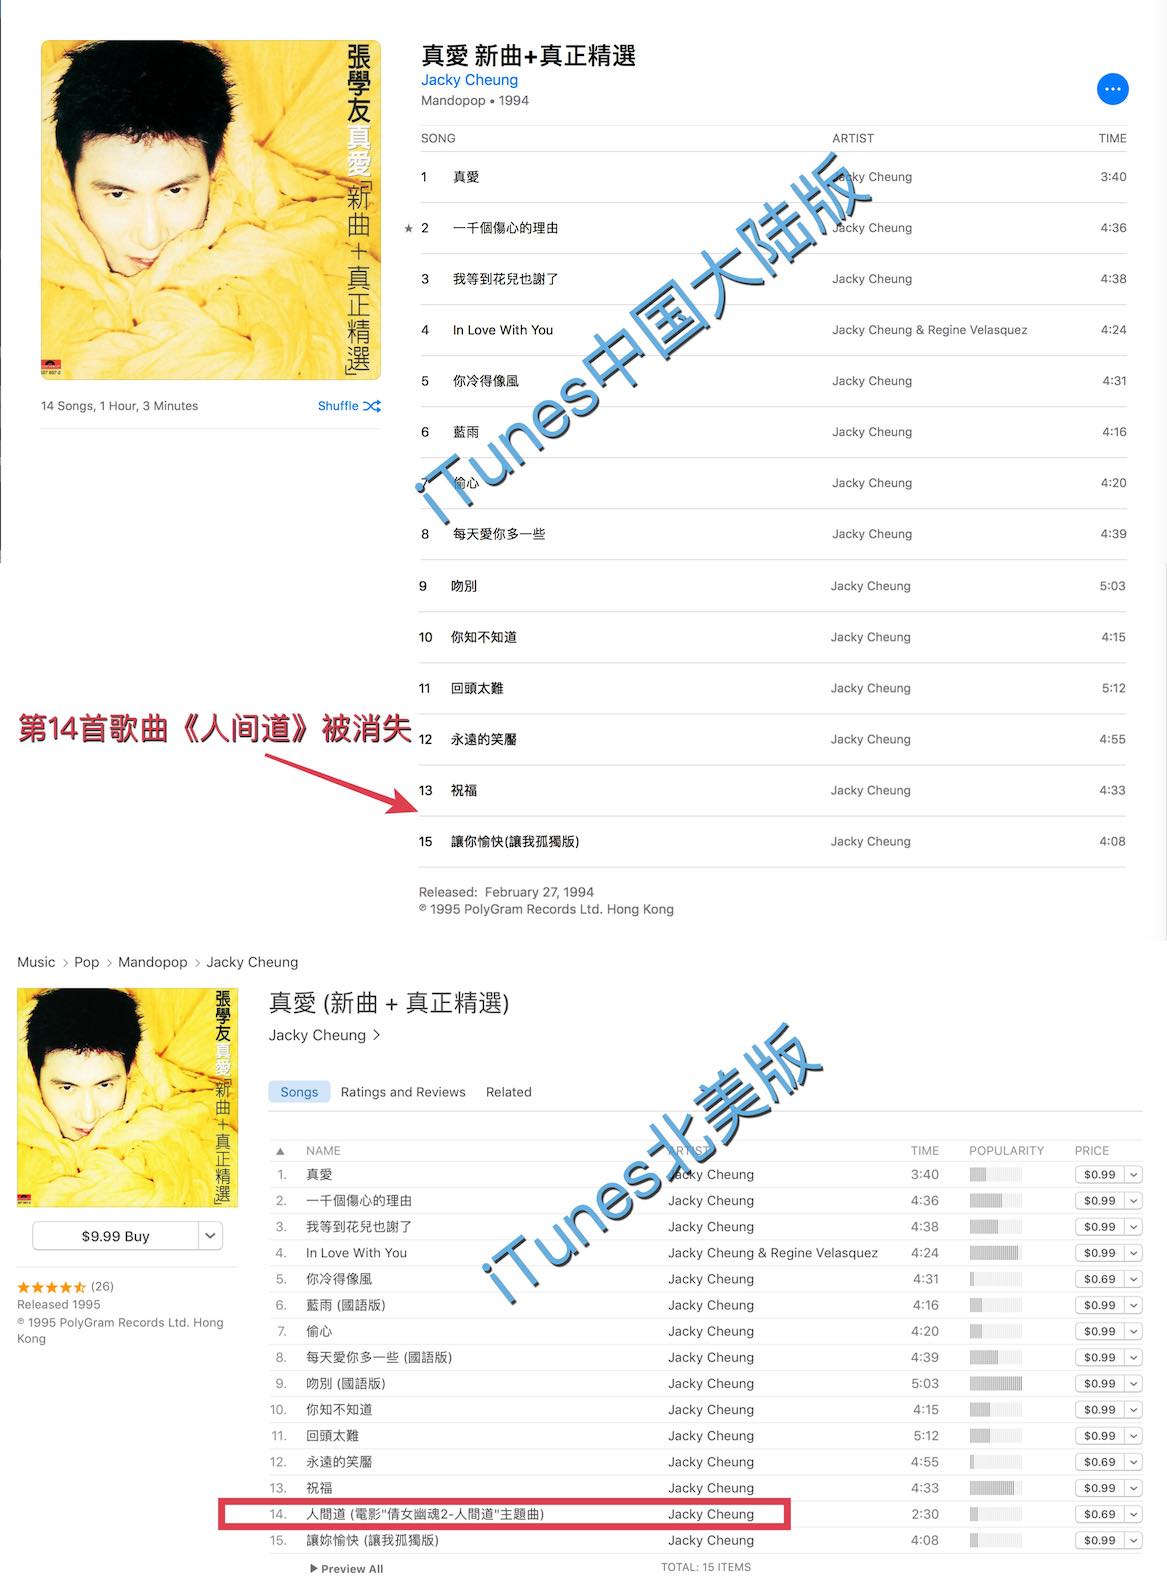 張學友真愛「新曲＋真正精選」
真愛 新曲+真正精選
Jacky Cheung
Mandopop • 1994
14 Songs, 1 Hour, 3 Minutes
Shuffle
SONG ARTIST TIME
1 真愛 Jacky Cheung 3:40
★ 2 一千個傷心的理由 Jacky Cheung 4:36
3 我等到花兒也謝了 Jacky Cheung 4:38
4 In Love With You Jacky Cheung & Regine Velasquez 4:24
5 你冷得像風 Jacky Cheung 4:31
6 藍雨 Jacky Cheung 4:16
7 偷心 Jacky Cheung 4:20
8 每天愛你多一些 Jacky Cheung 4:39
9 吻別 Jacky Cheung 5:03
10 你知不知道 Jacky Cheung 4:15
11 回頭太難 Jacky Cheung 5:12
12 永遠的笑靨 Jacky Cheung 4:55
13 祝福 Jacky Cheung 4:33
15 讓你愉快(讓我孤獨版) Jacky Cheung 4:08
iTunes中国大陆版
第14首歌曲《人间道》被消失
Released: February 27, 1994
℗ 1995 PolyGram Records Ltd. Hong Kong
Music > Pop > Mandopop > Jacky Cheung
張學友真愛「新曲＋真正精選」
$9.99 Buy
(26)
Released 1995
℗ 1995 PolyGram Records Ltd. Hong
Kong
真愛 (新曲 + 真正精選)
Jacky Cheung >
Songs Ratings and Reviews Related
▲ NAME ARTIST TIME POPULARITY PRICE
1. 真愛 Jacky Cheung 3:40 $0.99
2. 一千個傷心的理由 Jacky Cheung 4:36 $0.99
3. 我等到花兒也謝了 Jacky Cheung 4:38 $0.99
4. In Love With You Jacky Cheung & Regine Velasquez 4:24 $0.99
5. 你冷得像風 Jacky Cheung 4:31 $0.69
6. 藍雨 (國語版) Jacky Cheung 4:16 $0.99
7. 偷心 Jacky Cheung 4:20 $0.99
8. 每天愛你多一些 (國語版) Jacky Cheung 4:39 $0.99
9. 吻別 (國語版) Jacky Cheung 5:03 $0.99
10. 你知不知道 Jacky Cheung 4:15 $0.99
11. 回頭太難 Jacky Cheung 5:12 $0.99
12. 永遠的笑靨 Jacky Cheung 4:55 $0.69
13. 祝福 Jacky Cheung 4:33 $0.99
14. 人間道 (電影"倩女幽魂2-人間道"主題曲) Jacky Cheung 2:30 $0.69
15. 讓妳愉快 (讓我孤獨版) Jacky Cheung 4:08 $0.99
iTunes北美版
▶ Preview All
TOTAL: 15 ITEMS